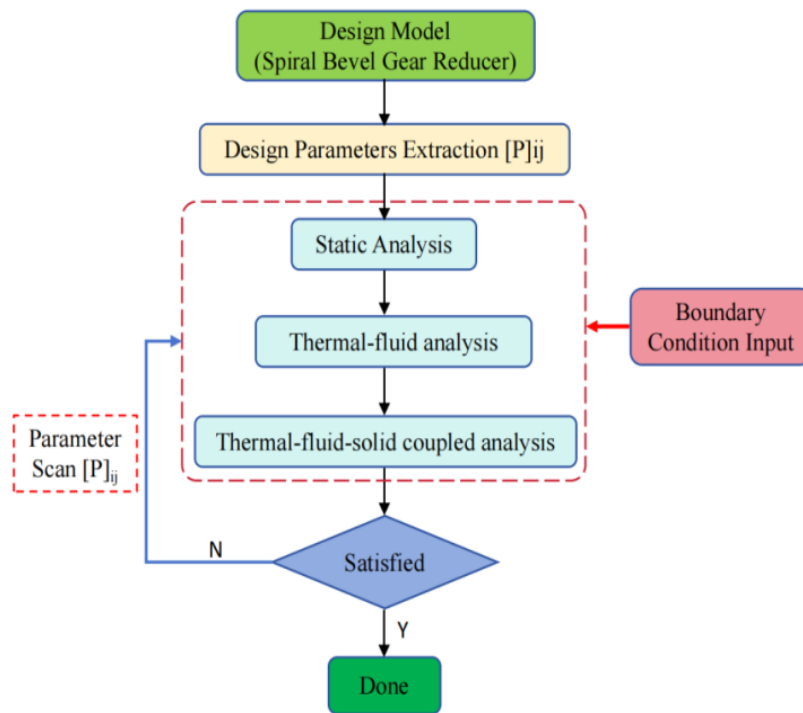 Design Model
(Spiral Bevel Gear Reducer)
Design Parameters Extraction [P]ij
Static Analysis
Thermal-fluid analysis
Boundary
Condition Input
Thermal-fluid-solid coupled analysis
Parameter
Scan [P]ij
N
Satisfied
Y
Done